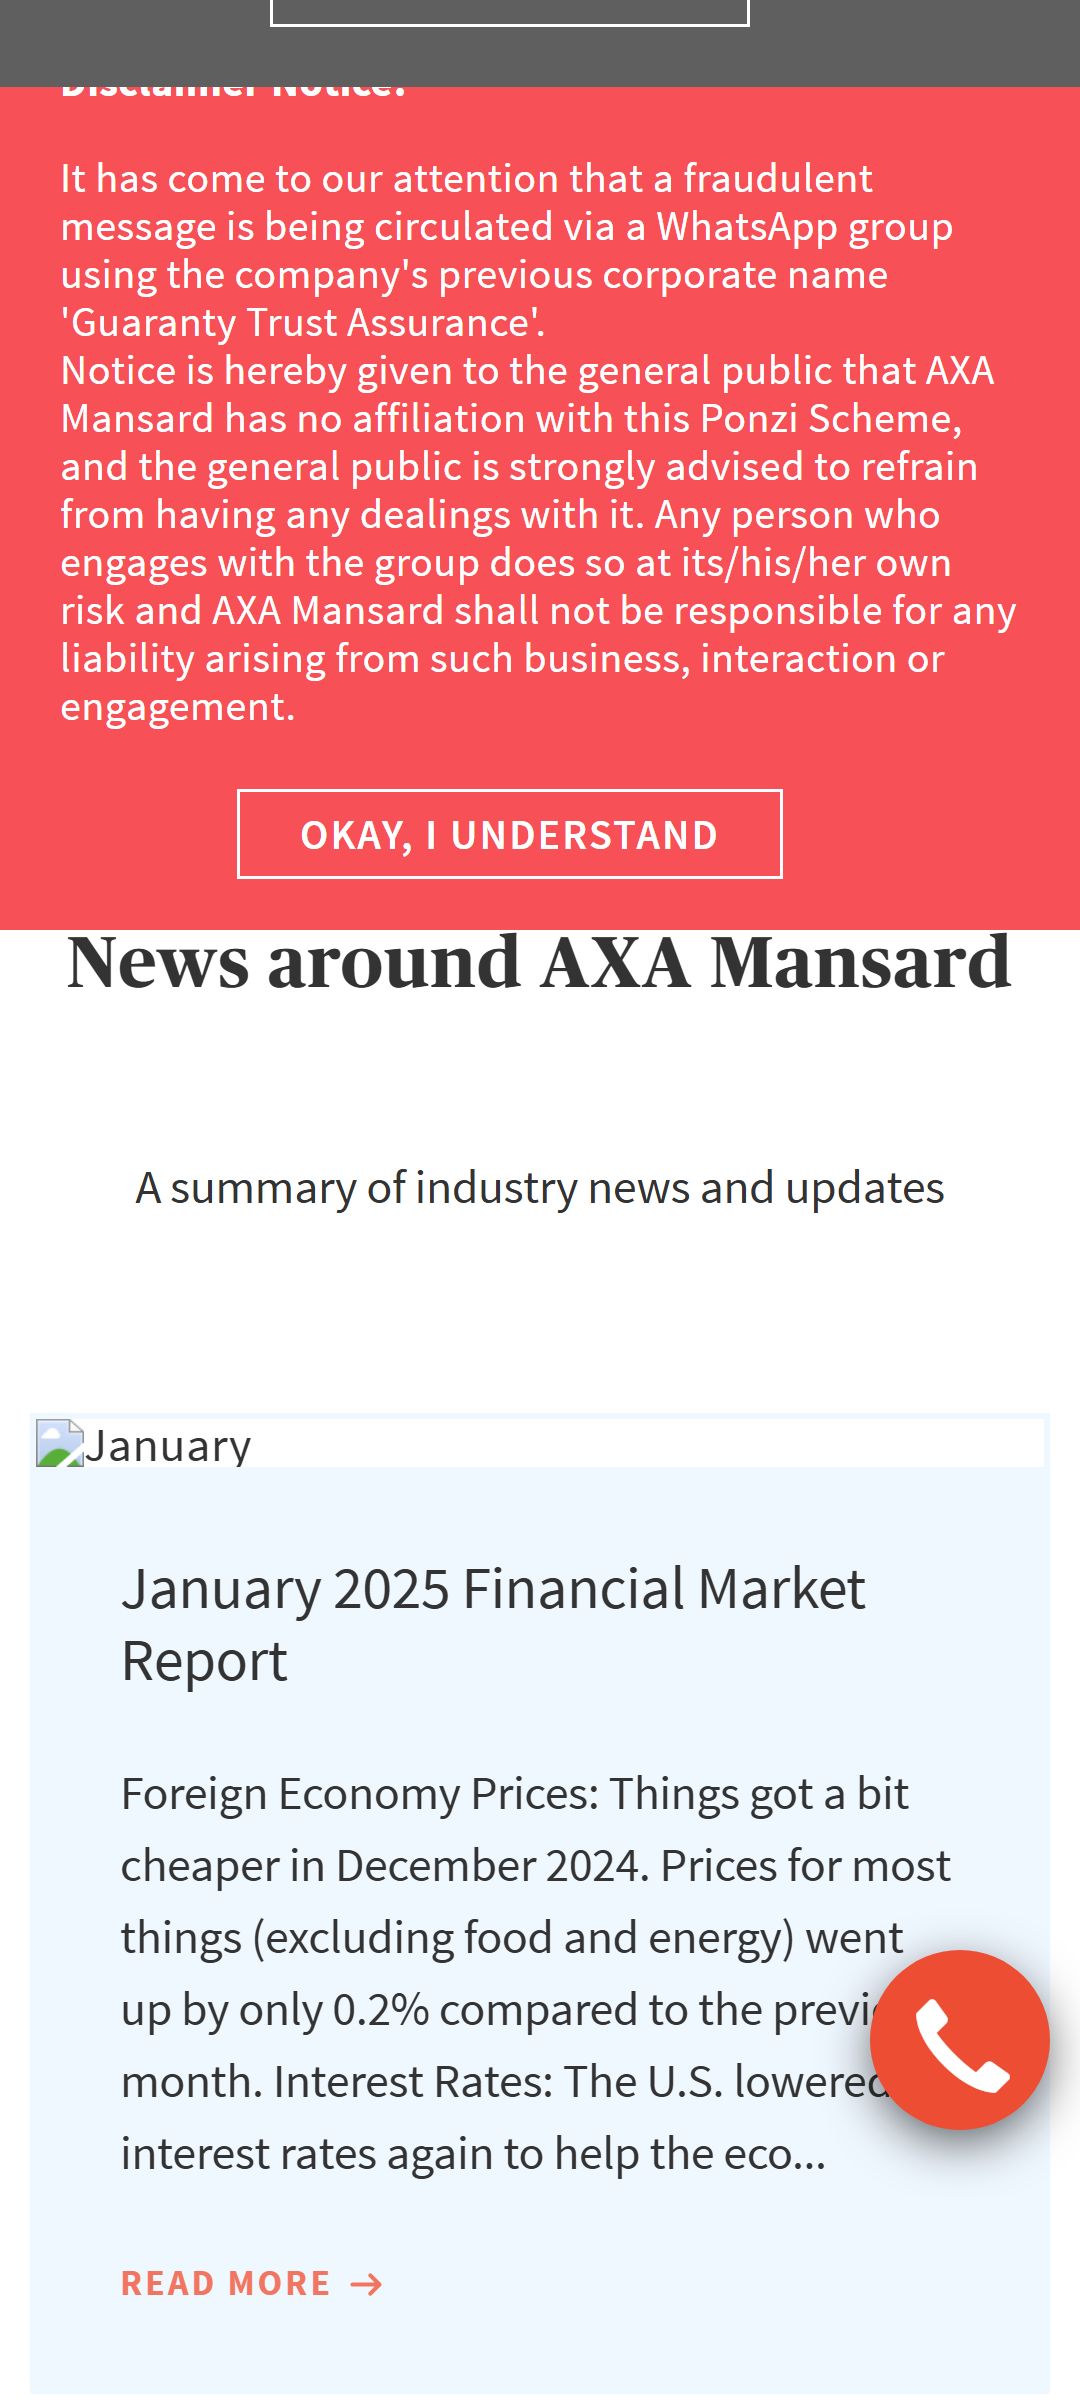 Disclaimer Notice:
It has come to our attention that a fraudulent
message is being circulated via a WhatsApp group
using the company's previous corporate name
'Guaranty Trust Assurance'.
Notice is hereby given to the general public that AXA
Mansard has no affiliation with this Ponzi Scheme,
and the general public is strongly advised to refrain
from having any dealings with it. Any person who
engages with the group does so at its/his/her own
risk and AXA Mansard shall not be responsible for any
liability arising from such business, interaction or
engagement.
OKAY, I UNDERSTAND
News around AXA Mansard
A summary of industry news and updates
January
January 2025 Financial Market
Report
Foreign Economy Prices: Things got a bit
cheaper in December 2024. Prices for most
things (excluding food and energy) went
up by only 0.2% compared to the
month. Interest Rates: The U.S. lowered
interest rates again to help the eco...
READ MORE →